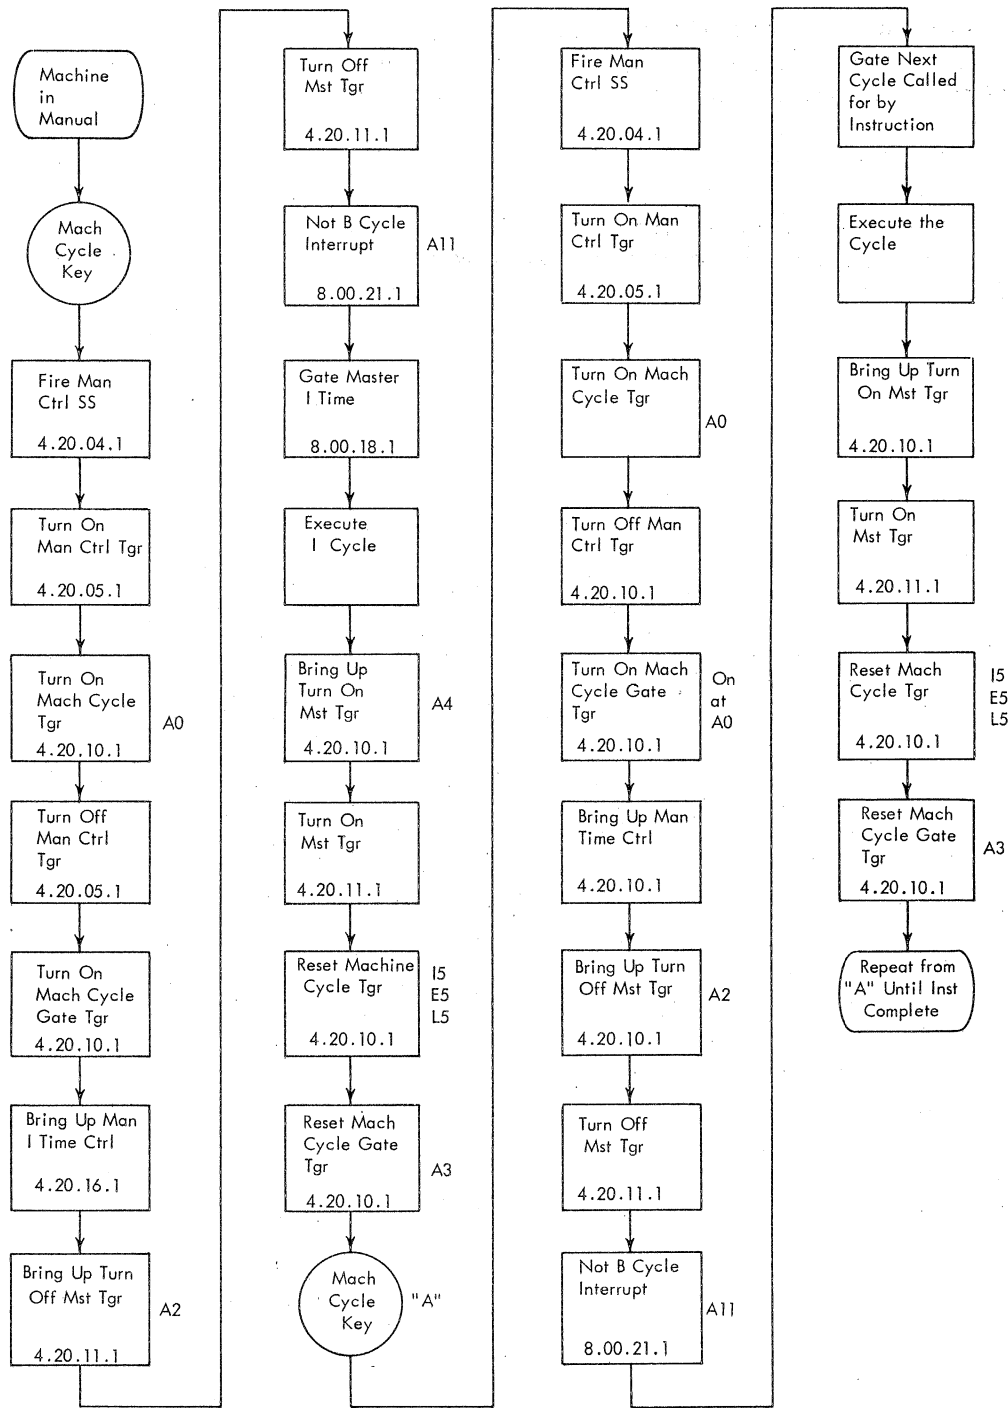 Machine
in
Manual
Mach
Cycle
Key
Fire Man
Ctrl SS
4.20.04.1
Turn On
Man Ctrl Tgr
4.20.05.1
Turn On
Mach Cycle
Tgr
4.20.10.1
A0
Turn Off
Man Ctrl
Tgr
4.20.05.1
Turn On
Mach Cycle
Gate Tgr
4.20.10.1
Bring Up Man
I Time Ctrl
4.20.16.1
Bring Up Turn
Off Mst Tgr
4.20.11.1
A2
Turn Off
Mst Tgr
4.20.11.1
Not B Cycle
Interrupt
8.00.21.1
A11
Gate Master
I Time
8.00.18.1
Execute
I Cycle
Bring Up
Turn On
Mst Tgr
4.20.10.1
A4
Turn On
Mst Tgr
4.20.11.1
Reset Machine
Cycle Tgr
4.20.10.1
I5
E5
L5
Reset Mach
Cycle Gate
Tgr
4.20.10.1
A3
Mach
Cycle
Key
"A"
Fire Man
Ctrl SS
4.20.04.1
Turn On Man
Ctrl Tgr
4.20.05.1
Turn On Mach
Cycle Tgr
A0
Turn Off Man
Ctrl Tgr
4.20.10.1
Turn On Mach
Cycle Gate
Tgr
4.20.10.1
On
at
A0
Bring Up Man
Time Ctrl
4.20.10.1
Bring Up Turn
Off Mst Tgr
4.20.10.1
A2
Turn Off
Mst Tgr
4.20.11.1
Not B Cycle
Interrupt
8.00.21.1
A11
Gate Next
Cycle Called
for by
Instruction
Execute the
Cycle
Bring Up Turn
On Mst Tgr
4.20.10.1
Turn On
Mst Tgr
4.20.11.1
Reset Mach
Cycle Tgr
4.20.10.1
I5
E5
L5
Reset Mach
Cycle Gate
Tgr
4.20.10.1
A3
Repeat from
"A" Until Inst
Complete